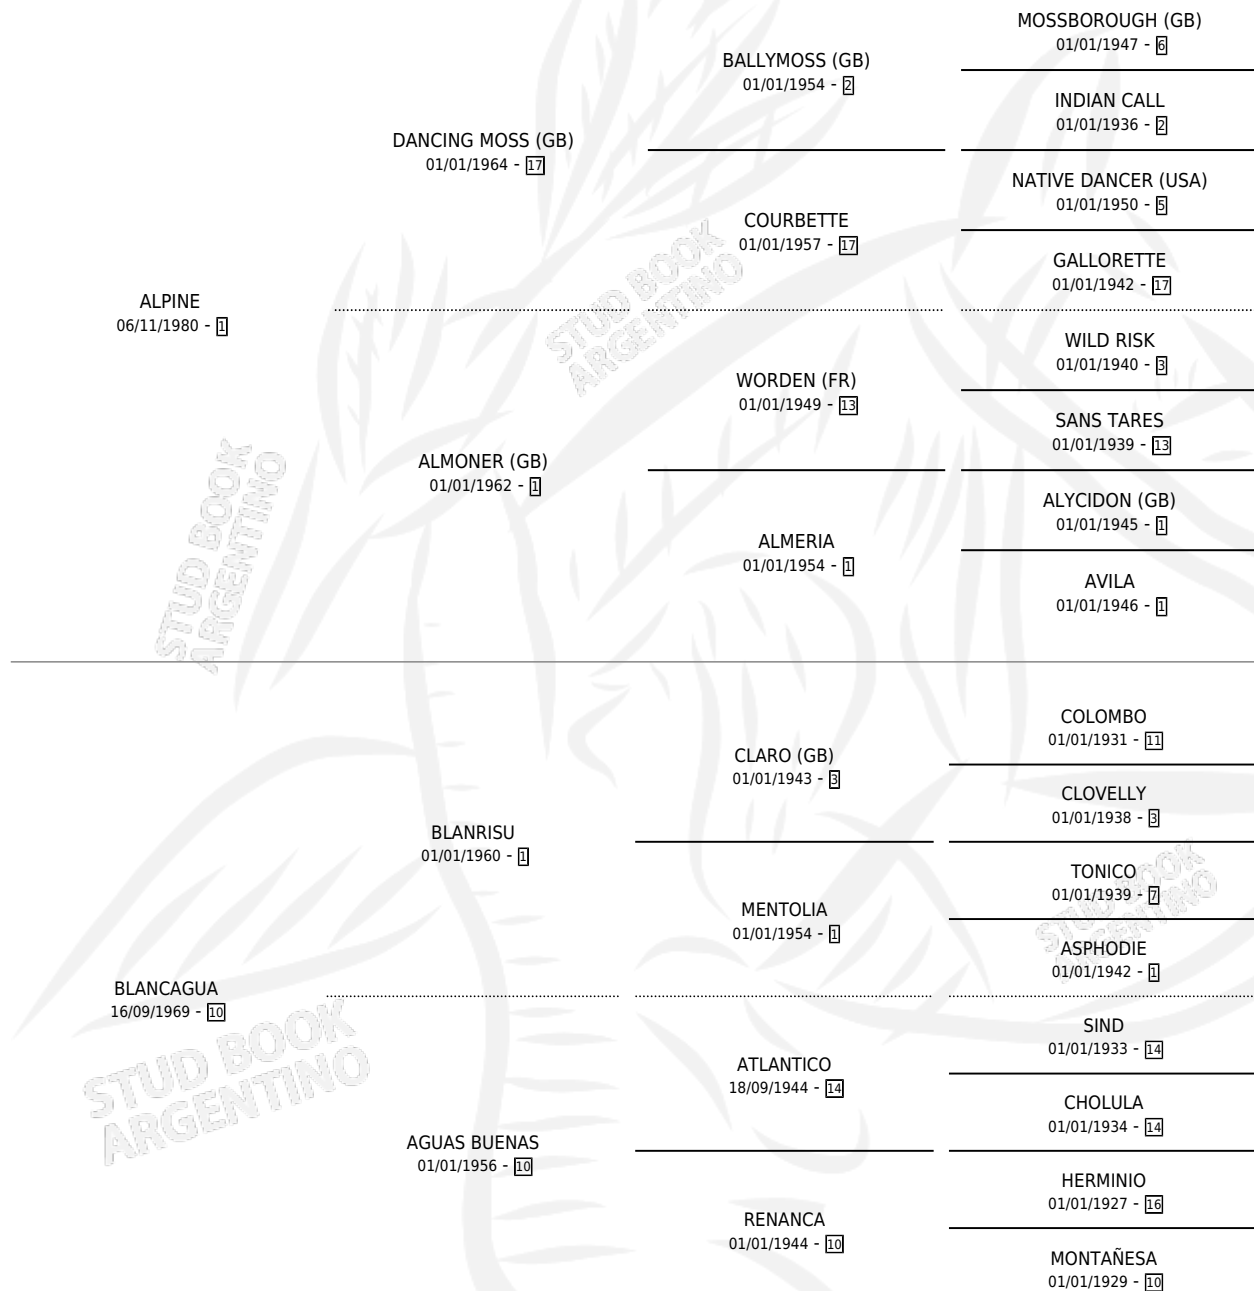 MOSSBOROUGH (GB)
01/01/1947 - 6
BALLYMOSS (GB)
01/01/1954 - 2
INDIAN CALL
01/01/1936 - 2
DANCING MOSS (GB)
01/01/1964 - 17
NATIVE DANCER (USA)
01/01/1950 - 5
COURBETTE
01/01/1957 - 17
GALLORETTE
01/01/1942 - 17
ALPINE
06/11/1980 - 1
WILD RISK
01/01/1940 - 3
WORDEN (FR)
01/01/1949 - 13
SANS TARES
01/01/1939 - 13
ALMONER (GB)
01/01/1962 - 1
ALYCIDON (GB)
01/01/1945 - 1
ALMERIA
01/01/1954 - 1
AVILA
01/01/1946 - 1
COLOMBO
01/01/1931 - 11
CLARO (GB)
01/01/1943 - 3
CLOVELLY
01/01/1938 - 3
BLANRISU
01/01/1960 - 1
TONICO
01/01/1939 - 7
MENTOLIA
01/01/1954 - 1
ASPHODIE
01/01/1942 - 1
BLANCAGUA
16/09/1969 - 10
SIND
01/01/1933 - 14
ATLANTICO
18/09/1944 - 14
CHOLULA
01/01/1934 - 14
AGUAS BUENAS
01/01/1956 - 10
HERMINIO
01/01/1927 - 16
RENANCA
01/01/1944 - 10
MONTAÑESA
01/01/1929 - 10
STUD BOOK
ARGENTINO
STUD BOOK
ARGENTINO
STUD BOOK
ARGENTINO
STUD BOOK
ARGENTINO